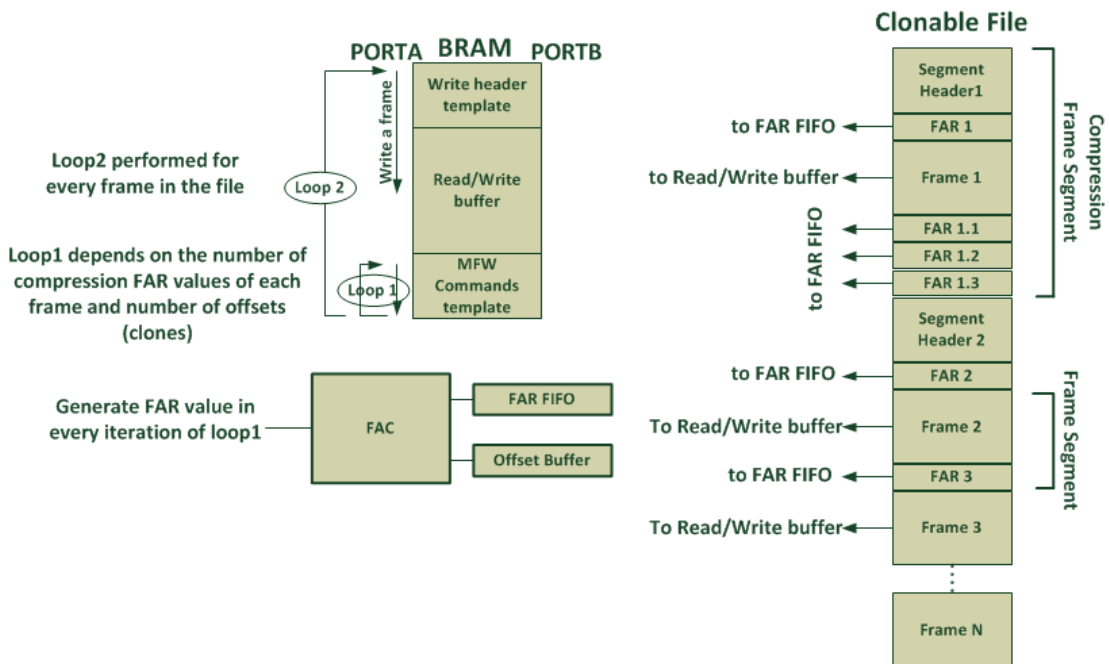 PORTA BRAM PORTB
Write header
template
Write a frame
Read/Write
buffer
MFW
Commands
template
Loop 2
Loop 1
Loop2 performed for
every frame in the file
Loop1 depends on the number of
compression FAR values of each
frame and number of offsets
(clones)
Generate FAR value in
every iteration of loop1
FAC
FAR FIFO
Offset Buffer
Clonable File
Segment
Header1
to FAR FIFO
FAR 1
to Read/Write buffer
Frame 1
to FAR FIFO
FAR 1.1
FAR 1.2
FAR 1.3
Compression
Frame Segment
Segment
Header 2
to FAR FIFO
FAR 2
To Read/Write buffer
Frame 2
to FAR FIFO
FAR 3
Frame Segment
To Read/Write buffer
Frame 3
Frame N